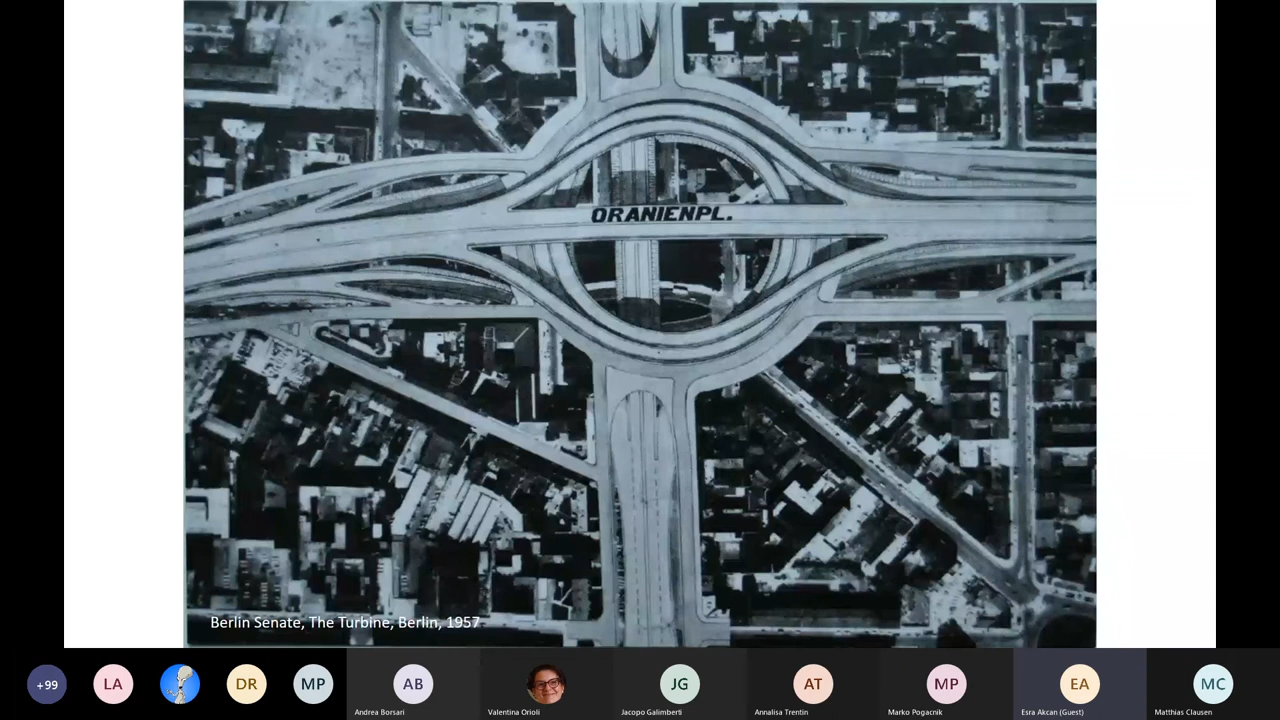 ORANIENPL.
Berlin Senate, The Turbine, Berlin, 1957
+99
LA
DR
MP
AB
JG
AT
MP
EA
MC
Andrea Borsari
Valentina Orioli
Jacopo Galimberti
Annalisa Trentin
Marko Pogacnik
Esra Akcan (Guest)
Matthias Clausen